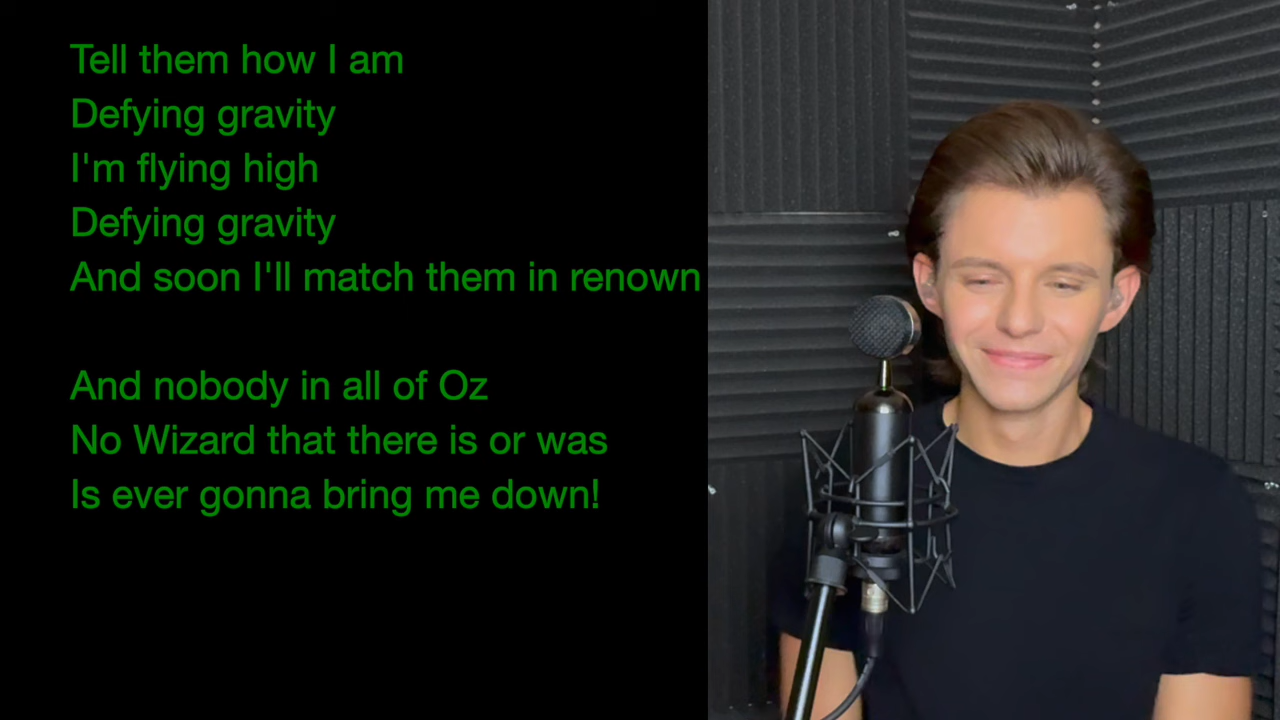 Tell them how I am
Defying gravity
I'm flying high
Defying gravity
And soon I'll match them in renown
And nobody in all of Oz
No Wizard that there is or was
Is ever gonna bring me down!